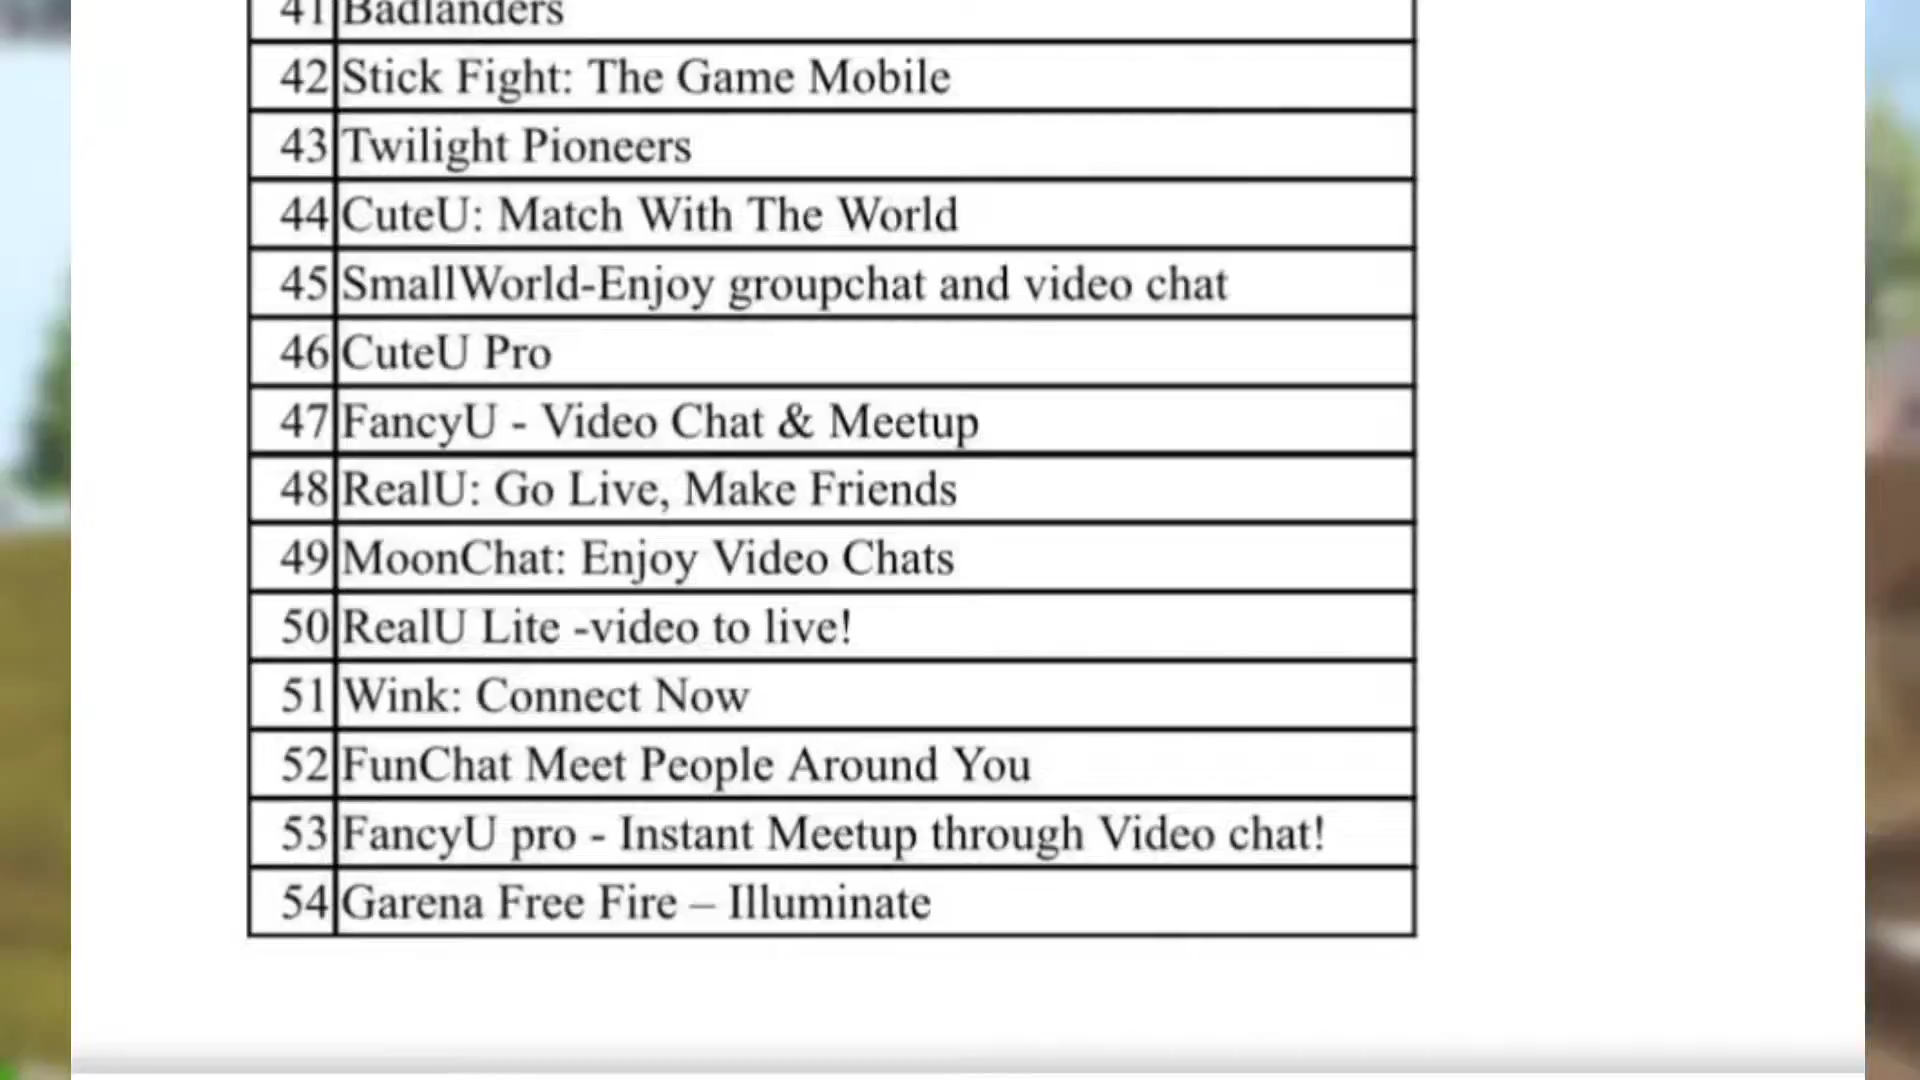 41 Badlanders
42 Stick Fight: The Game Mobile
43 Twilight Pioneers
44 CuteU: Match With The World
45 SmallWorld-Enjoy groupchat and video chat
46 CuteU Pro
47 FancyU - Video Chat & Meetup
48 RealU: Go Live, Make Friends
49 MoonChat: Enjoy Video Chats
50 RealU Lite -video to live!
51 Wink: Connect Now
52 FunChat Meet People Around You
53 FancyU pro - Instant Meetup through Video chat!
54 Garena Free Fire – Illuminate